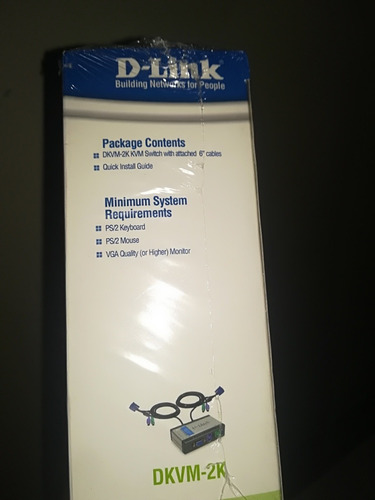 D-Link
Building Networks for People
Package Contents
DKVM-2K KVM Switch with attached 6" cables
Quick Install Guide
Minimum System
Requirements
PS/2 Keyboard
PS/2 Mouse
VGA Quality (or Higher) Monitor
DKVM-2K